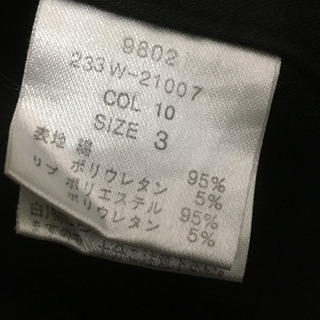 9802
233W-21007
COL 10
SIZE 3
表地 綿 95%
ポリウレタン 5%
リブ ポリエステル 95%
ポリウレタン 5%